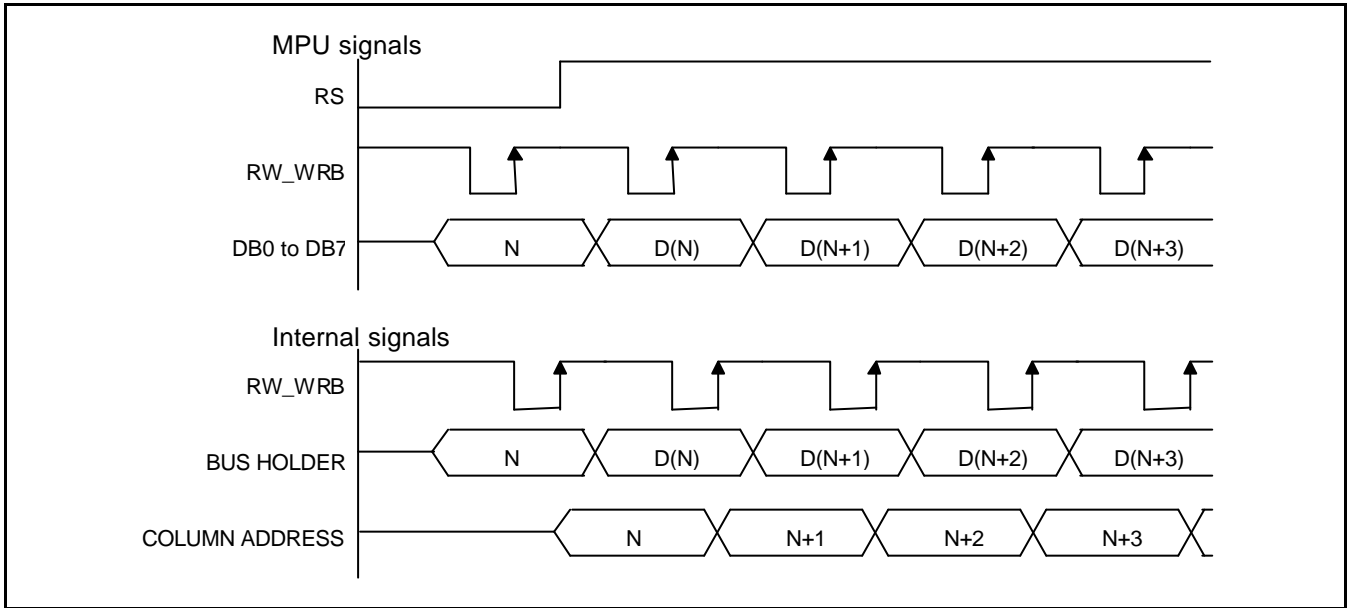 MPU signals
RS
RW_WRB
DB0 to DB7
N D(N) D(N+1) D(N+2) D(N+3)
Internal signals
RW_WRB
BUS HOLDER
N D(N) D(N+1) D(N+2) D(N+3)
COLUMN ADDRESS
N N+1 N+2 N+3